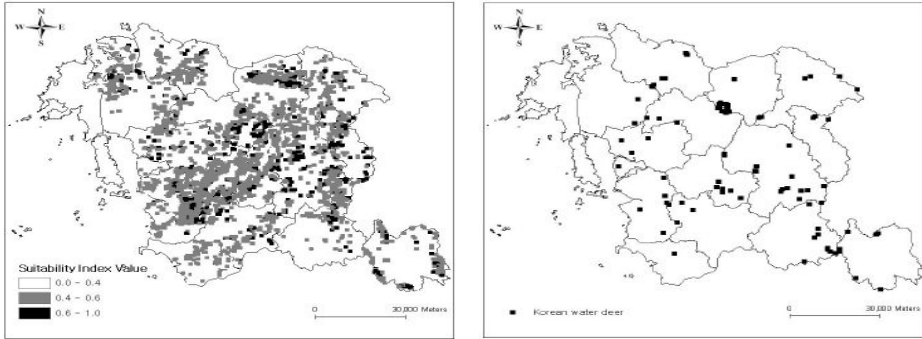 N
W E
S
Suitability Index Value
0.0 - 0.4
0.4 - 0.6
0.6 - 1.0
0 30,000 Meters
N
W E
S
Korean water deer
0 30,000 Meters